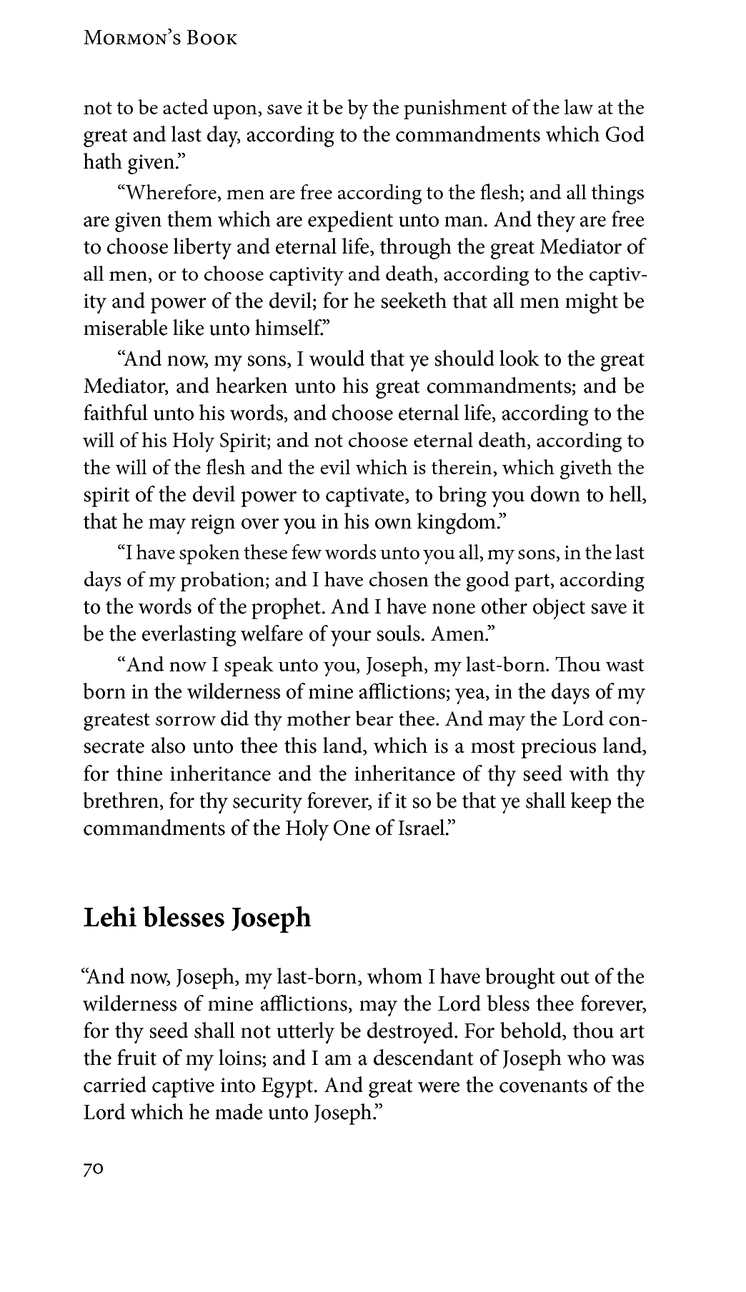 Mormon’s Book
not to be acted upon, save it be by the punishment of the law at the
great and last day, according to the commandments which God
hath given.”
“Wherefore, men are free according to the flesh; and all things
are given them which are expedient unto man. And they are free
to choose liberty and eternal life, through the great Mediator of
all men, or to choose captivity and death, according to the captiv-
ity and power of the devil; for he seeketh that all men might be
miserable like unto himself.”
“And now, my sons, I would that ye should look to the great
Mediator, and hearken unto his great commandments; and be
faithful unto his words, and choose eternal life, according to the
will of his Holy Spirit; and not choose eternal death, according to
the will of the flesh and the evil which is therein, which giveth the
spirit of the devil power to captivate, to bring you down to hell,
that he may reign over you in his own kingdom.”
“I have spoken these few words unto you all, my sons, in the last
days of my probation; and I have chosen the good part, according
to the words of the prophet. And I have none other object save it
be the everlasting welfare of your souls. Amen.”
“And now I speak unto you, Joseph, my last-born. Thou wast
born in the wilderness of mine afflictions; yea, in the days of my
greatest sorrow did thy mother bear thee. And may the Lord con-
secrate also unto thee this land, which is a most precious land,
for thine inheritance and the inheritance of thy seed with thy
brethren, for thy security forever, if it so be that ye shall keep the
commandments of the Holy One of Israel.”
Lehi blesses Joseph
“And now, Joseph, my last-born, whom I have brought out of the
wilderness of mine afflictions, may the Lord bless thee forever,
for thy seed shall not utterly be destroyed. For behold, thou art
the fruit of my loins; and I am a descendant of Joseph who was
carried captive into Egypt. And great were the covenants of the
Lord which he made unto Joseph.”
70